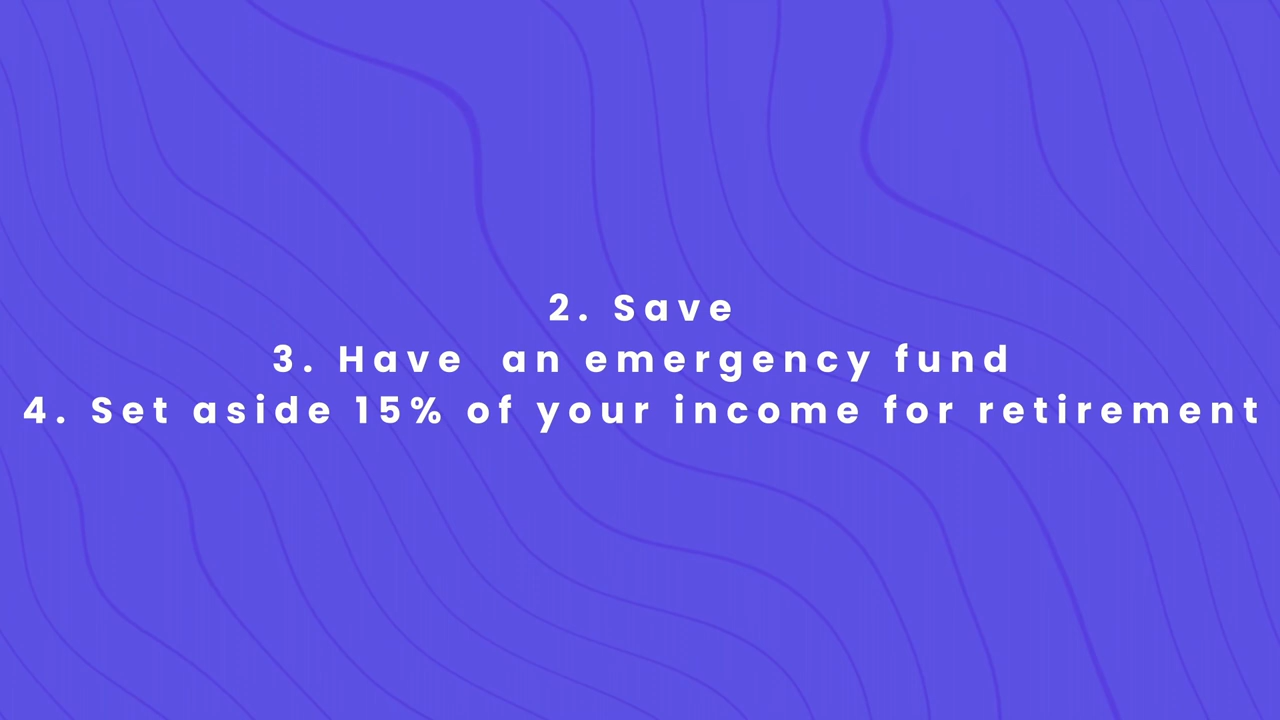 2. Save
3. Have  an emergency fund
4. Set aside 15% of your income for retirement